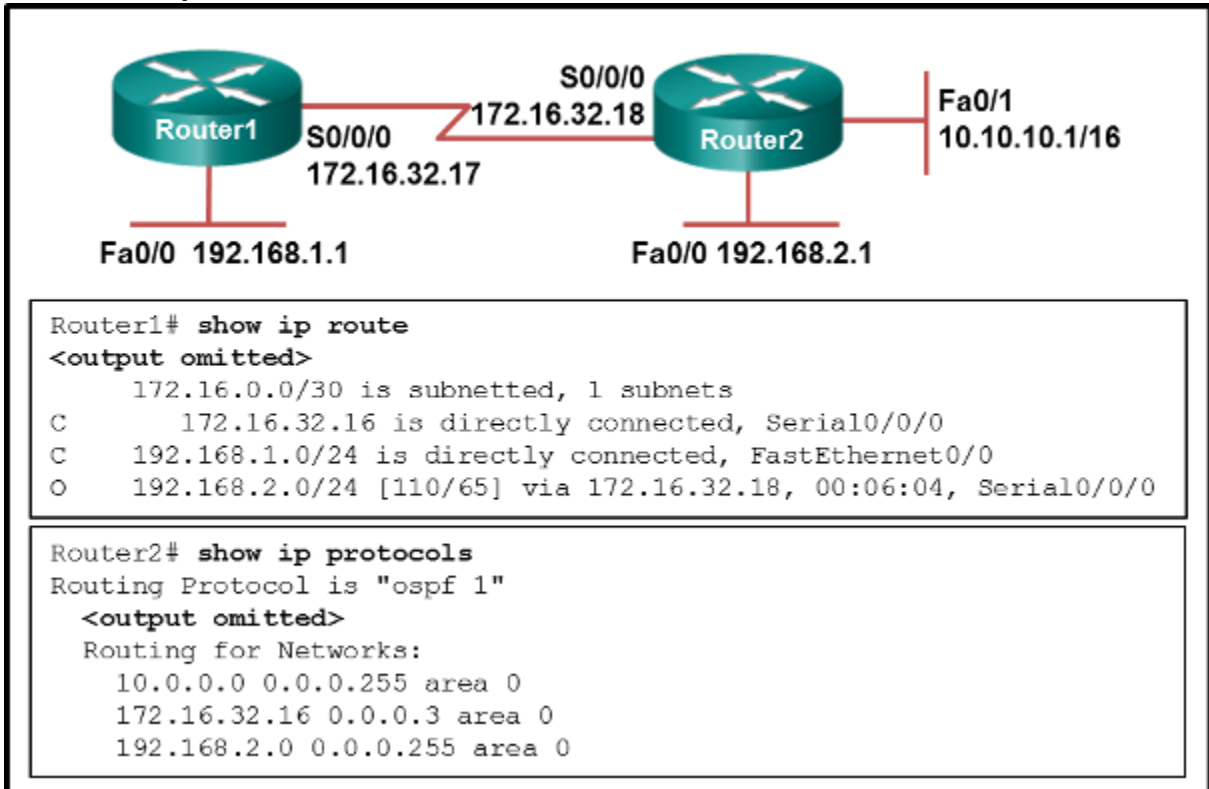 S0/0/0
172.16.32.18
Fa0/1
10.10.10.1/16
Router1
Router2
S0/0/0
172.16.32.17
Fa0/0 192.168.1.1
Fa0/0 192.168.2.1
Router1# show ip route
<output omitted>
172.16.0.0/30 is subnetted, 1 subnets
C 172.16.32.16 is directly connected, Serial0/0/0
C 192.168.1.0/24 is directly connected, FastEthernet0/0
O 192.168.2.0/24 [110/65] via 172.16.32.18, 00:06:04, Serial0/0/0
Router2# show ip protocols
Routing Protocol is "ospf 1"
<output omitted>
Routing for Networks:
10.0.0.0 0.0.0.255 area 0
172.16.32.16 0.0.0.3 area 0
192.168.2.0 0.0.0.255 area 0